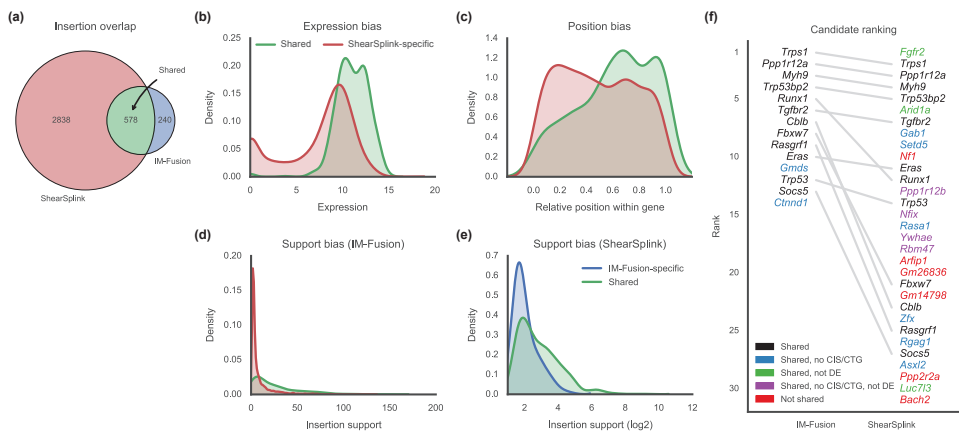 (a)
Insertion overlap
Shared
2838
578
240
IM-Fusion
ShearSplink
(b)
Expression bias
Shared
ShearSplink-specific
0.25
0.20
0.15
0.10
0.05
0.00
Density
0
5
10
15
20
Expression
(c)
Position bias
1.4
1.2
1.0
0.8
0.6
0.4
0.2
0.0
Density
0.0
0.2
0.4
0.6
0.8
1.0
Relative position within gene
(d)
Support bias (IM-Fusion)
0.20
0.15
0.10
0.05
0.00
Density
0
50
100
150
200
Insertion support
(e)
Support bias (ShearSplink)
IM-Fusion-specific
Shared
0.7
0.6
0.5
0.4
0.3
0.2
0.1
0.0
Density
2
4
6
8
10
12
Insertion support (log2)
(f)
Candidate ranking
Rank
1
5
10
15
20
25
30
Trps1
Ppp1r12a
Myh9
Trp53bp2
Runx1
Tgfbr2
Cblb
Fbxw7
Rasgrf1
Eras
Gmds
Trp53
Socs5
Ctnnd1
Fgfr2
Trps1
Ppp1r12a
Myh9
Trp53bp2
Arid1a
Tgfbr2
Gab1
Setd5
Nf1
Eras
Runx1
Ppp1r12b
Trp53
Nfix
Rasa1
Ywhae
Rbm47
Arfip1
Gm26836
Fbxw7
Gm14798
Cblb
Zfx
Rasgrf1
Rgag1
Socs5
Asxl2
Ppp2r2a
Luc7l3
Bach2
Shared
Shared, no CIS/CTG
Shared, not DE
Shared, no CIS/CTG, not DE
Not shared
IM-Fusion
ShearSplink